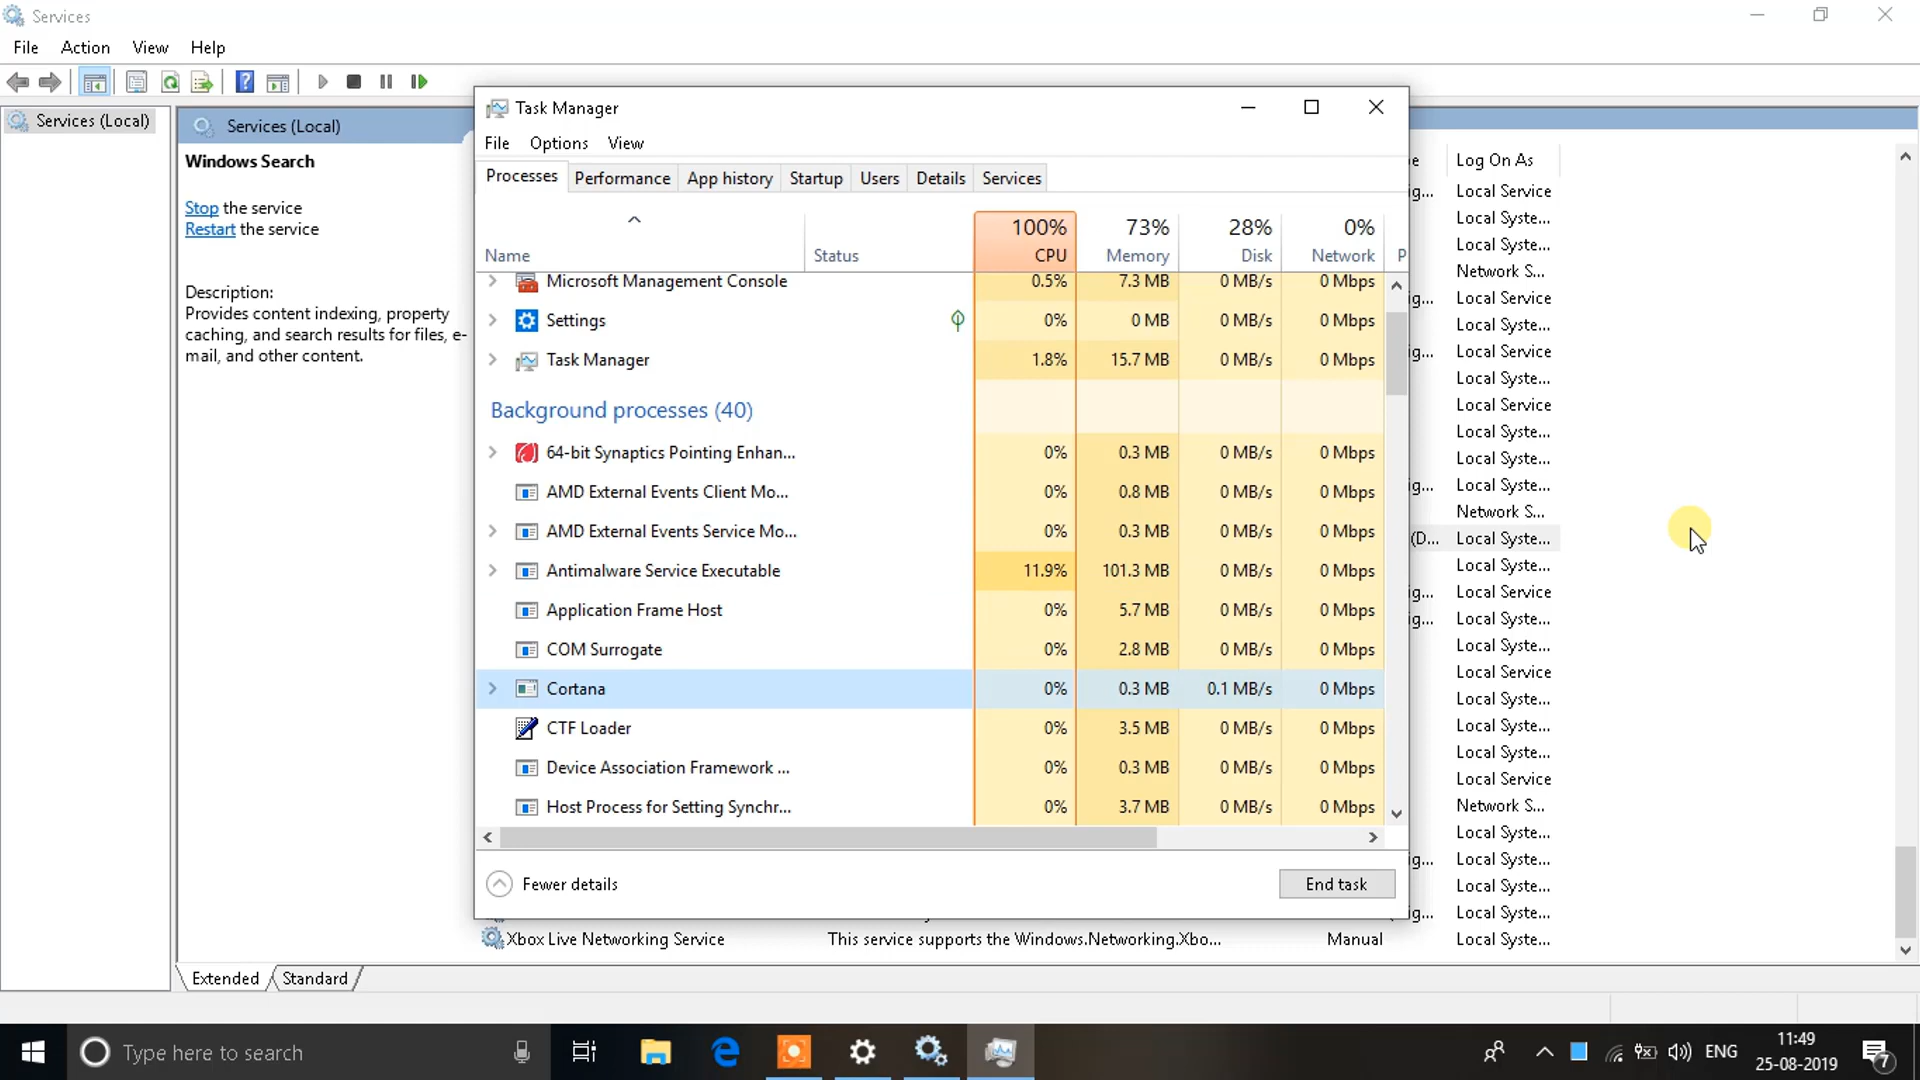 Services
File Action View Help
Services (Local)
Services (Local)
Windows Search
Stop the service
Restart the service
Description:
Provides content indexing, property
caching, and search results for files, e-
mail, and other content.
Task Manager
File Options View
Processes Performance App history Startup Users Details Services
Name Status 100% CPU 73% Memory 28% Disk 0% Network P
Microsoft Management Console 0.5% 7.3 MB 0 MB/s 0 Mbps
Settings 0% 0 MB 0 MB/s 0 Mbps
Task Manager 1.8% 15.7 MB 0 MB/s 0 Mbps
Background processes (40)
64-bit Synaptics Pointing Enhan... 0% 0.3 MB 0 MB/s 0 Mbps
AMD External Events Client Mo... 0% 0.8 MB 0 MB/s 0 Mbps
AMD External Events Service Mo... 0% 0.3 MB 0 MB/s 0 Mbps
Antimalware Service Executable 11.9% 101.3 MB 0 MB/s 0 Mbps
Application Frame Host 0% 5.7 MB 0 MB/s 0 Mbps
COM Surrogate 0% 2.8 MB 0 MB/s 0 Mbps
Cortana 0% 0.3 MB 0.1 MB/s 0 Mbps
CTF Loader 0% 3.5 MB 0 MB/s 0 Mbps
Device Association Framework ... 0% 0.3 MB 0 MB/s 0 Mbps
Host Process for Setting Synchr... 0% 3.7 MB 0 MB/s 0 Mbps
Fewer details End task
e Log On As
ig... Local Service
Local Syste...
Local Syste...
Network S...
ig... Local Service
Local Syste...
ig... Local Service
Local Syste...
Local Service
Local Syste...
Local Syste...
ig... Local Syste...
Network S...
(D... Local Syste...
Local Syste...
ig... Local Service
ig... Local Syste...
Local Syste...
Local Service
Local Syste...
Local Syste...
Local Syste...
Local Service
Network S...
Local Syste...
ig... Local Syste...
Local Syste...
ig... Local Syste...
Xbox Live Networking Service This service supports the Windows.Networking.Xbo... Manual Local Syste...
Extended Standard
Type here to search
ENG
11:49
25-08-2019
7